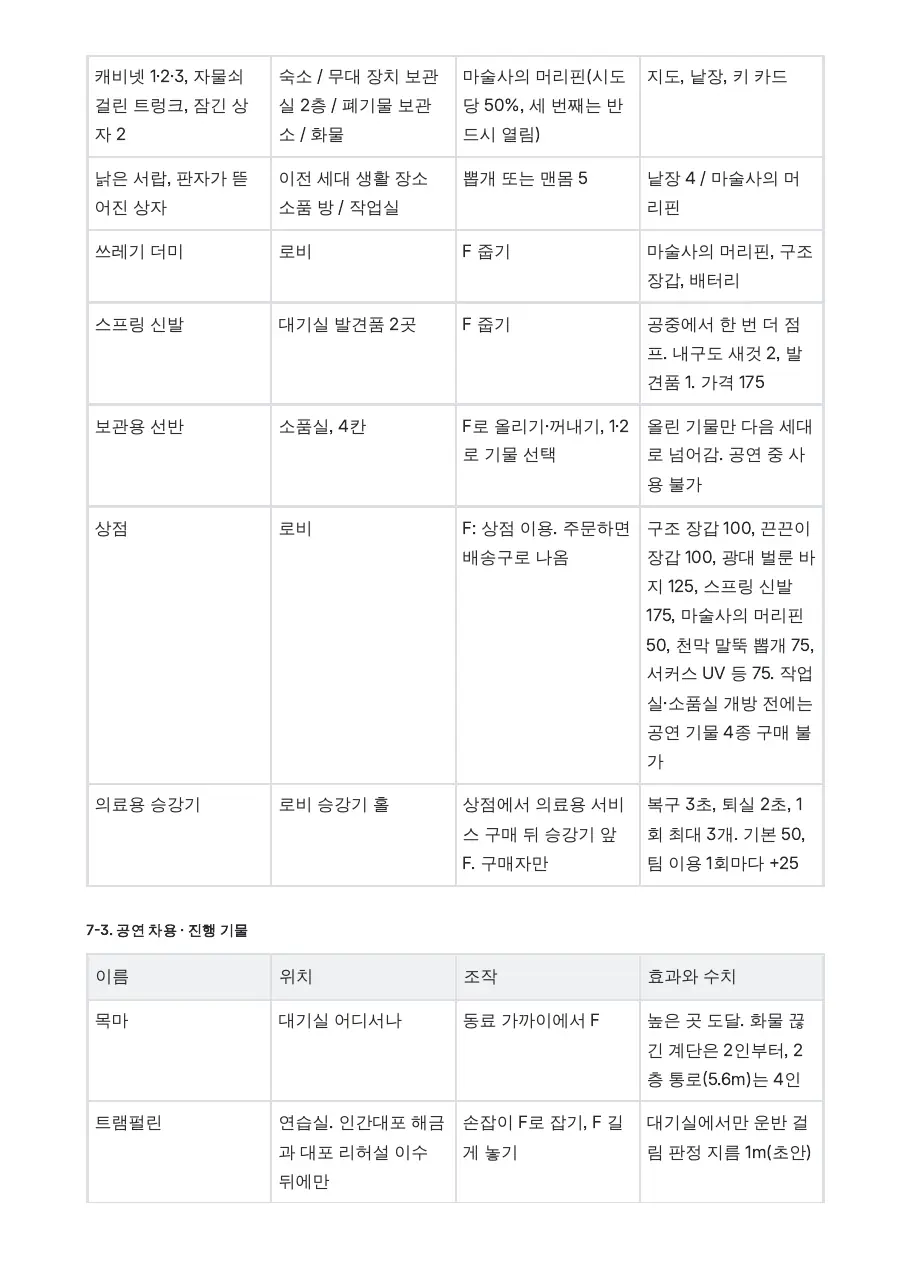 캐비넷 1·2·3, 자물쇠
걸린 트렁크, 잠긴 상
자 2
숙소 / 무대 장치 보관
실 2층 / 폐기물 보관
소 / 화물
마술사의 머리핀(시도
당 50%, 세 번째는 반
드시 열림)
지도, 낱장, 키 카드
낡은 서랍, 판자가 뜯
어진 상자
이전 세대 생활 장소
소품 방 / 작업실
뽑개 또는 맨몸 5
낱장 4 / 마술사의 머
리핀
쓰레기 더미
로비
F 줍기
마술사의 머리핀, 구조
장갑, 배터리
스프링 신발
대기실 발견품 2곳
F 줍기
공중에서 한 번 더 점
프. 내구도 새것 2, 발
견품 1. 가격 175
보관용 선반
소품실, 4칸
F로 올리기·꺼내기, 1·2
로 기물 선택
올린 기물만 다음 세대
로 넘어감. 공연 중 사
용 불가
상점
로비
F: 상점 이용. 주문하면
배송구로 나옴
구조 장갑 100, 끈끈이
장갑 100, 광대 벌룬 바
지 125, 스프링 신발
175, 마술사의 머리핀
50, 천막 말뚝 뽑개 75,
서커스 UV 등 75. 작업
실·소품실 개방 전에는
공연 기물 4종 구매 불
가
의료용 승강기
로비 승강기 홀
상점에서 의료용 서비
스 구매 뒤 승강기 앞
F. 구매자만
복구 3초, 퇴실 2초, 1
회 최대 3개. 기본 50,
팀 이용 1회마다 +25
7-3. 공연 차용 · 진행 기물
이름
위치
조작
효과와 수치
목마
대기실 어디서나
동료 가까이에서 F
높은 곳 도달. 화물 끊
긴 계단은 2인부터, 2
층 통로(5.6m)는 4인
트램펄린
연습실. 인간대포 해금
과 대포 리허설 이수
뒤에만
손잡이 F로 잡기, F 길
게 놓기
대기실에서만 운반 걸
림 판정 지름 1m(초안)